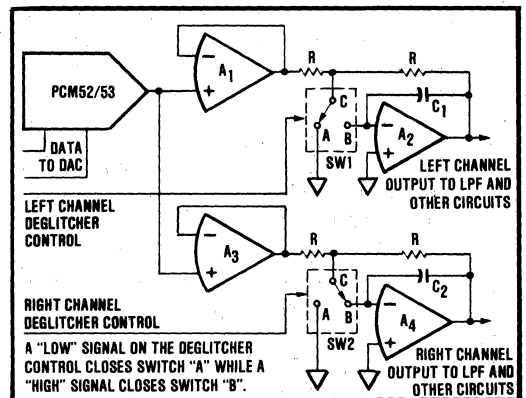 PCM52/53
DATA
TO DAC
LEFT CHANNEL
DEGLITCHER
CONTROL
−
+
A1
R
R
C
A
B
SW1
C1
−
+
A2
LEFT CHANNEL
OUTPUT TO LPF AND
OTHER CIRCUITS
−
+
A3
R
R
C
A
B
SW2
C2
−
+
A4
RIGHT CHANNEL
DEGLITCHER CONTROL
A "LOW" SIGNAL ON THE DEGLITCHER
CONTROL CLOSES SWITCH "A" WHILE A
"HIGH" SIGNAL CLOSES SWITCH "B".
RIGHT CHANNEL
OUTPUT TO LPF AND
OTHER CIRCUITS